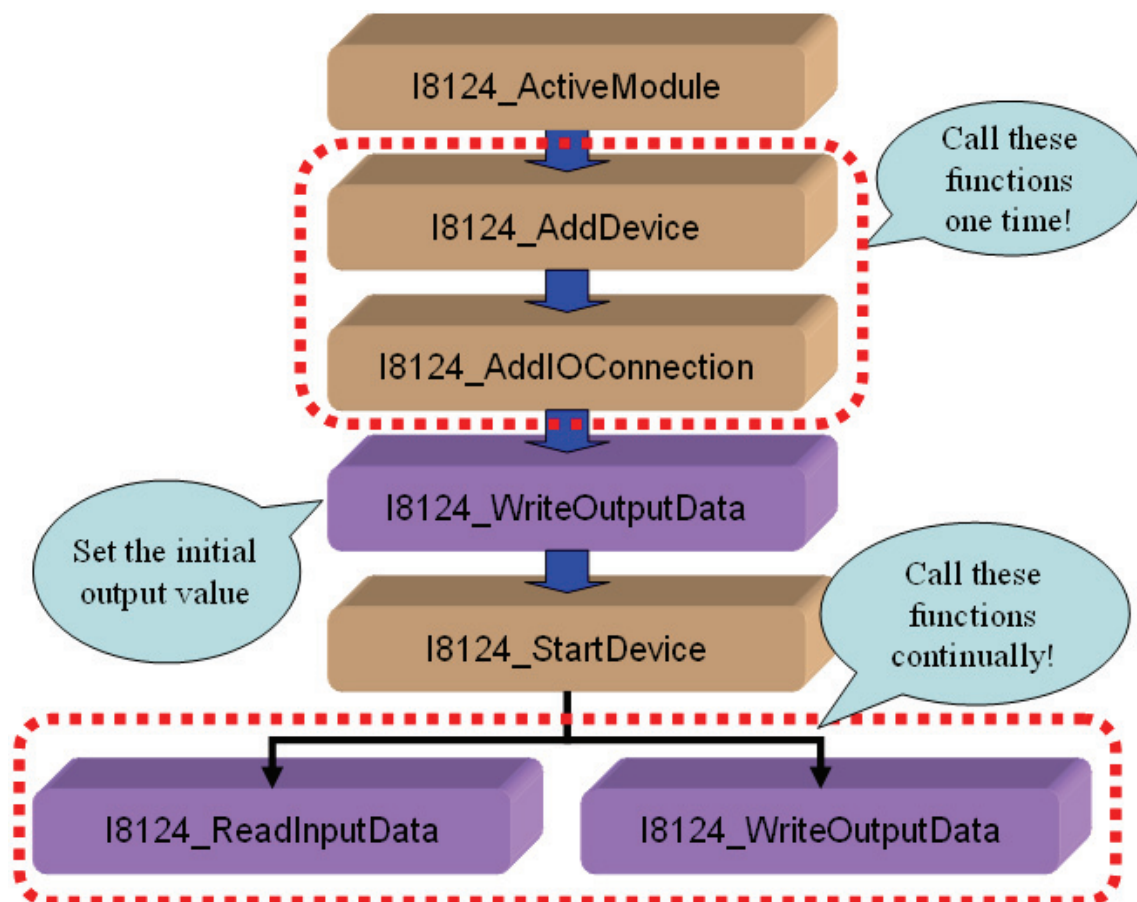 I8124_ActiveModule
Call these
functions
one time!
I8124_AddDevice
I8124_AddIOConnection
I8124_WriteOutputData
Set the initial
output value
Call these
functions
continually!
I8124_StartDevice
I8124_ReadInputData
I8124_WriteOutputData